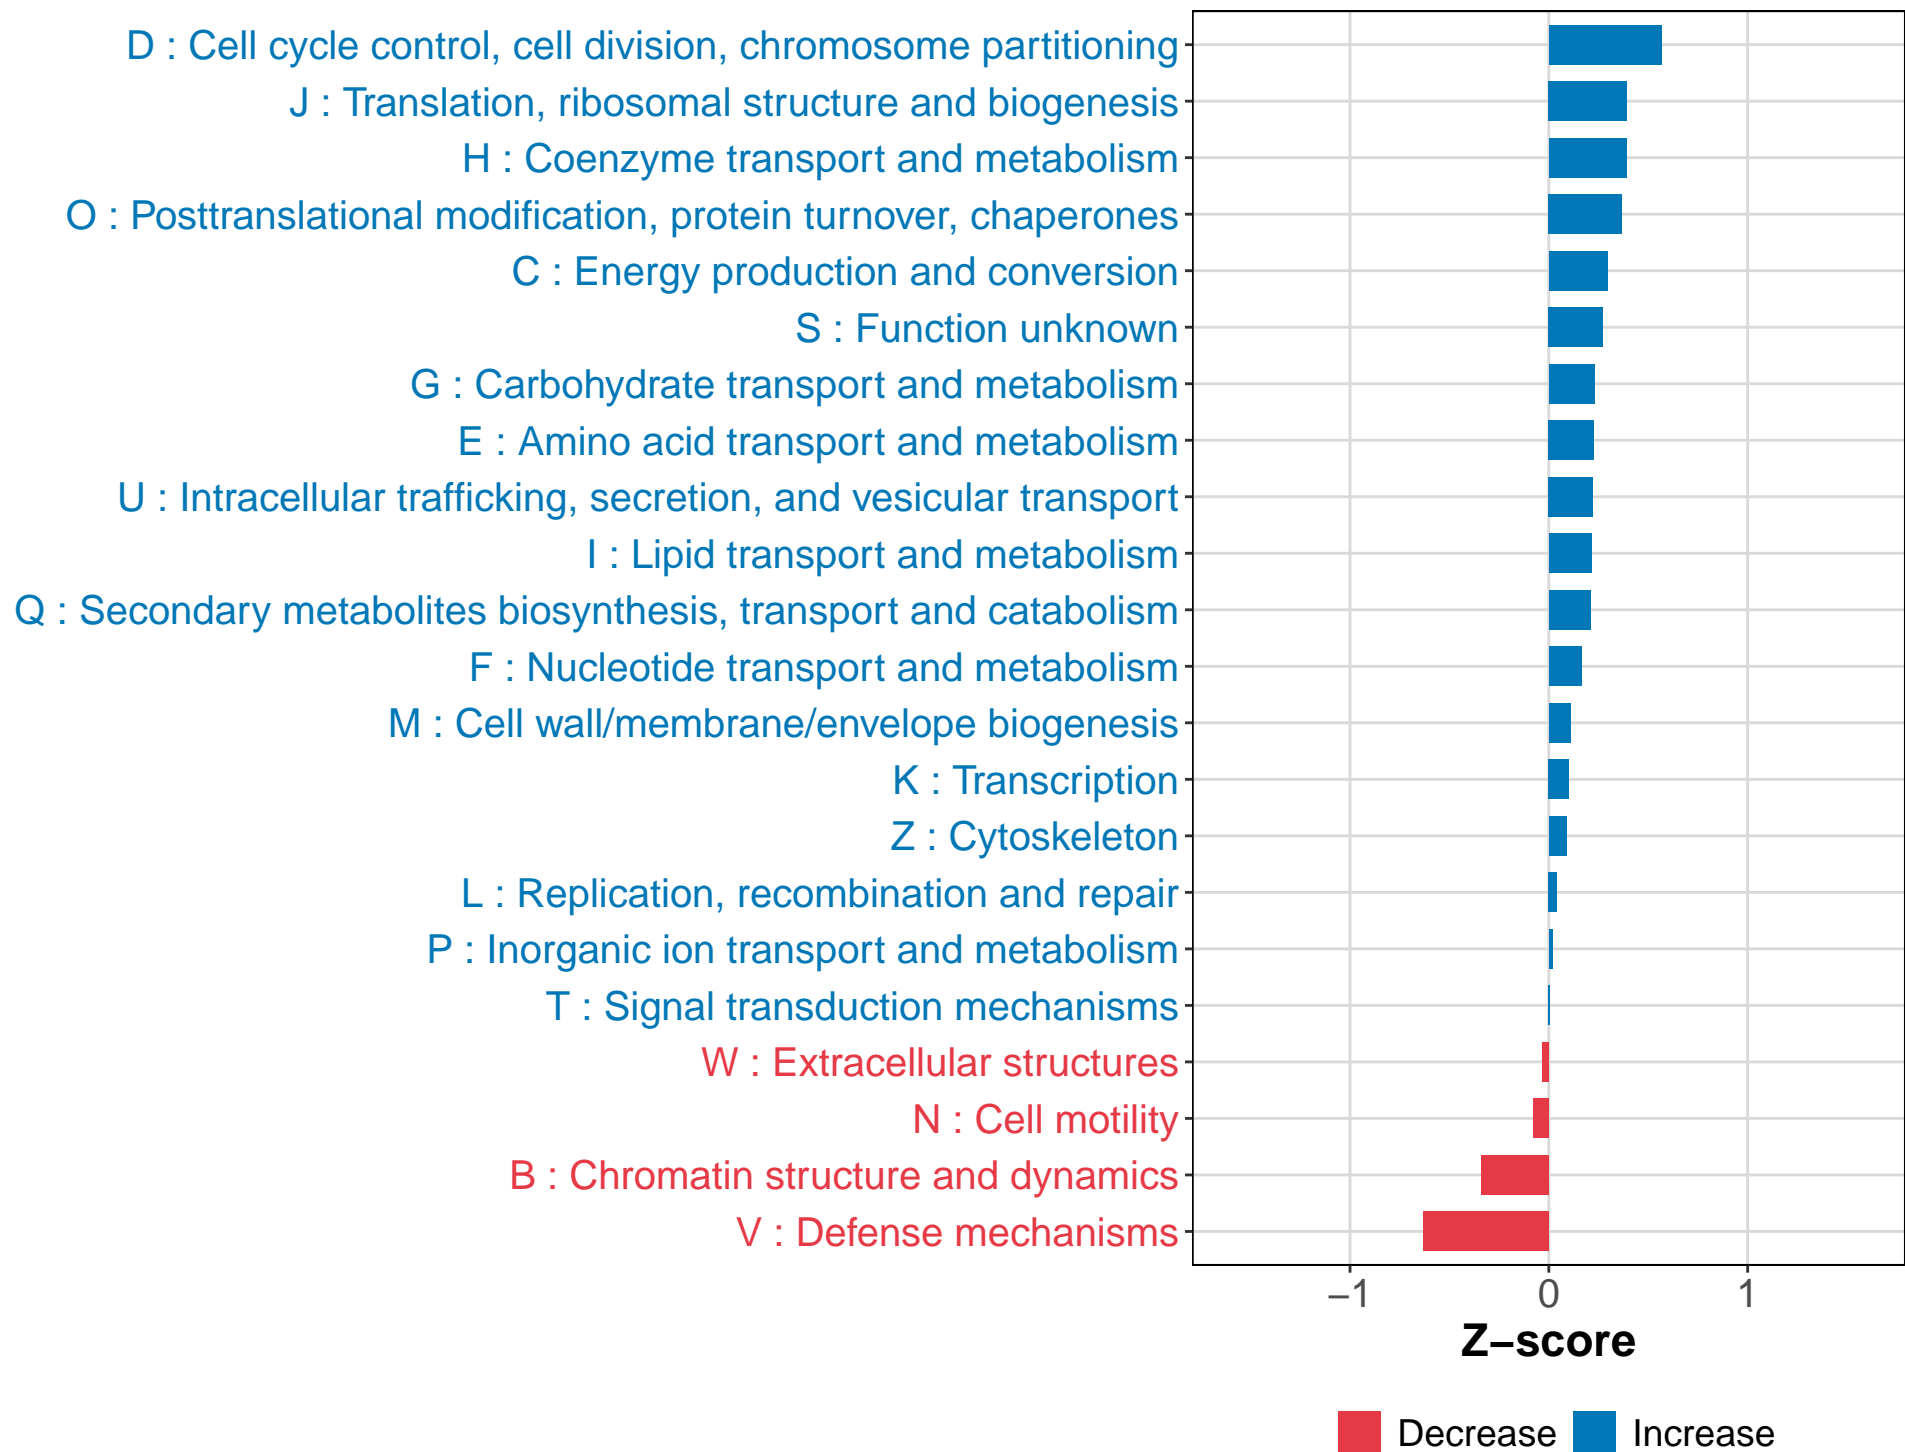 D : Cell cycle control, cell division, chromosome partitioning
J : Translation, ribosomal structure and biogenesis
H : Coenzyme transport and metabolism
O : Posttranslational modification, protein turnover, chaperones
C : Energy production and conversion
S : Function unknown
G : Carbohydrate transport and metabolism
E : Amino acid transport and metabolism
U : Intracellular trafficking, secretion, and vesicular transport
I : Lipid transport and metabolism
Q : Secondary metabolites biosynthesis, transport and catabolism
F : Nucleotide transport and metabolism
M : Cell wall/membrane/envelope biogenesis
K : Transcription
Z : Cytoskeleton
L : Replication, recombination and repair
P : Inorganic ion transport and metabolism
T : Signal transduction mechanisms
W : Extracellular structures
N : Cell motility
B : Chromatin structure and dynamics
V : Defense mechanisms
−1 0 1
Z−score
Decrease Increase